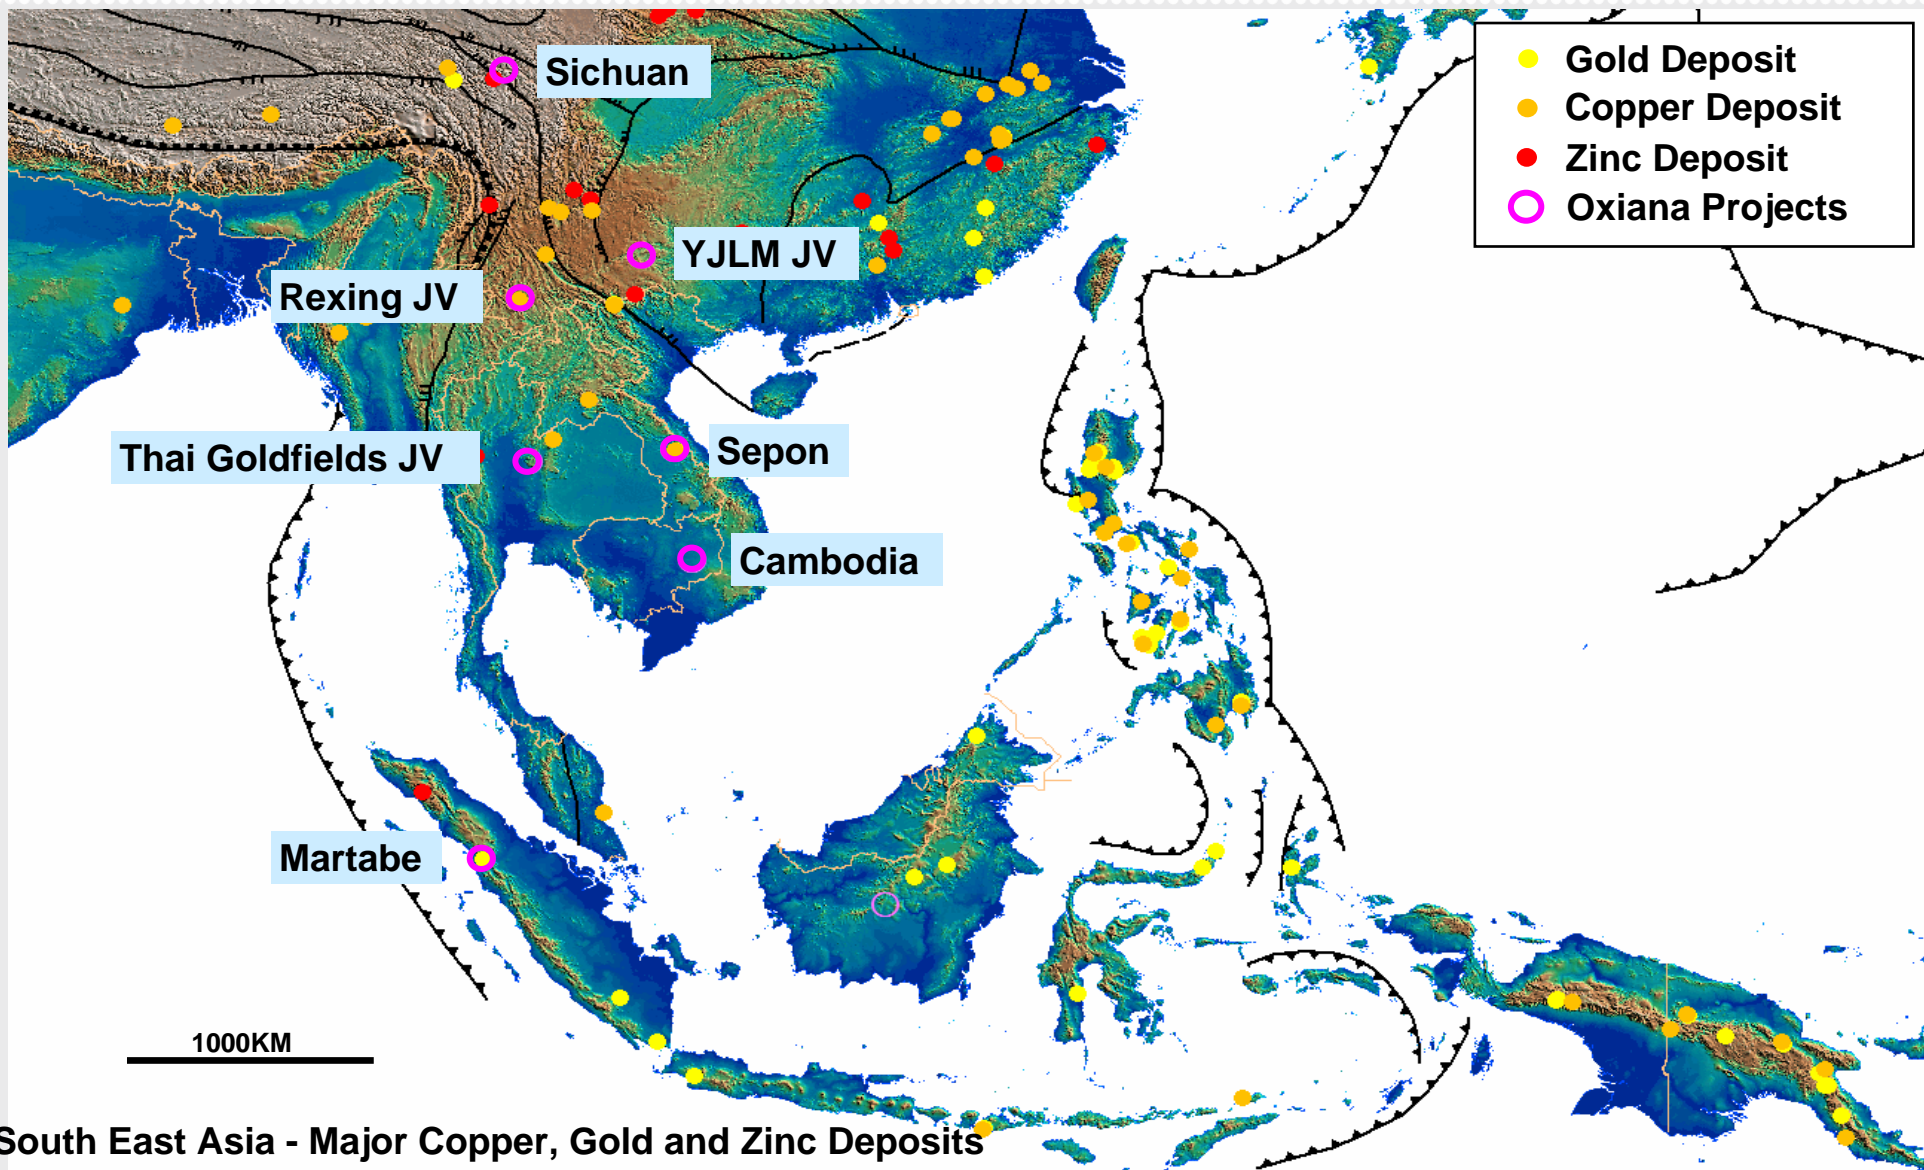 Gold Deposit
Copper Deposit
Zinc Deposit
Oxiana Projects
Sichuan
YJLM JV
Rexing JV
Thai Goldfields JV
Sepon
Cambodia
Martabe
1000KM
South East Asia - Major Copper, Gold and Zinc Deposits